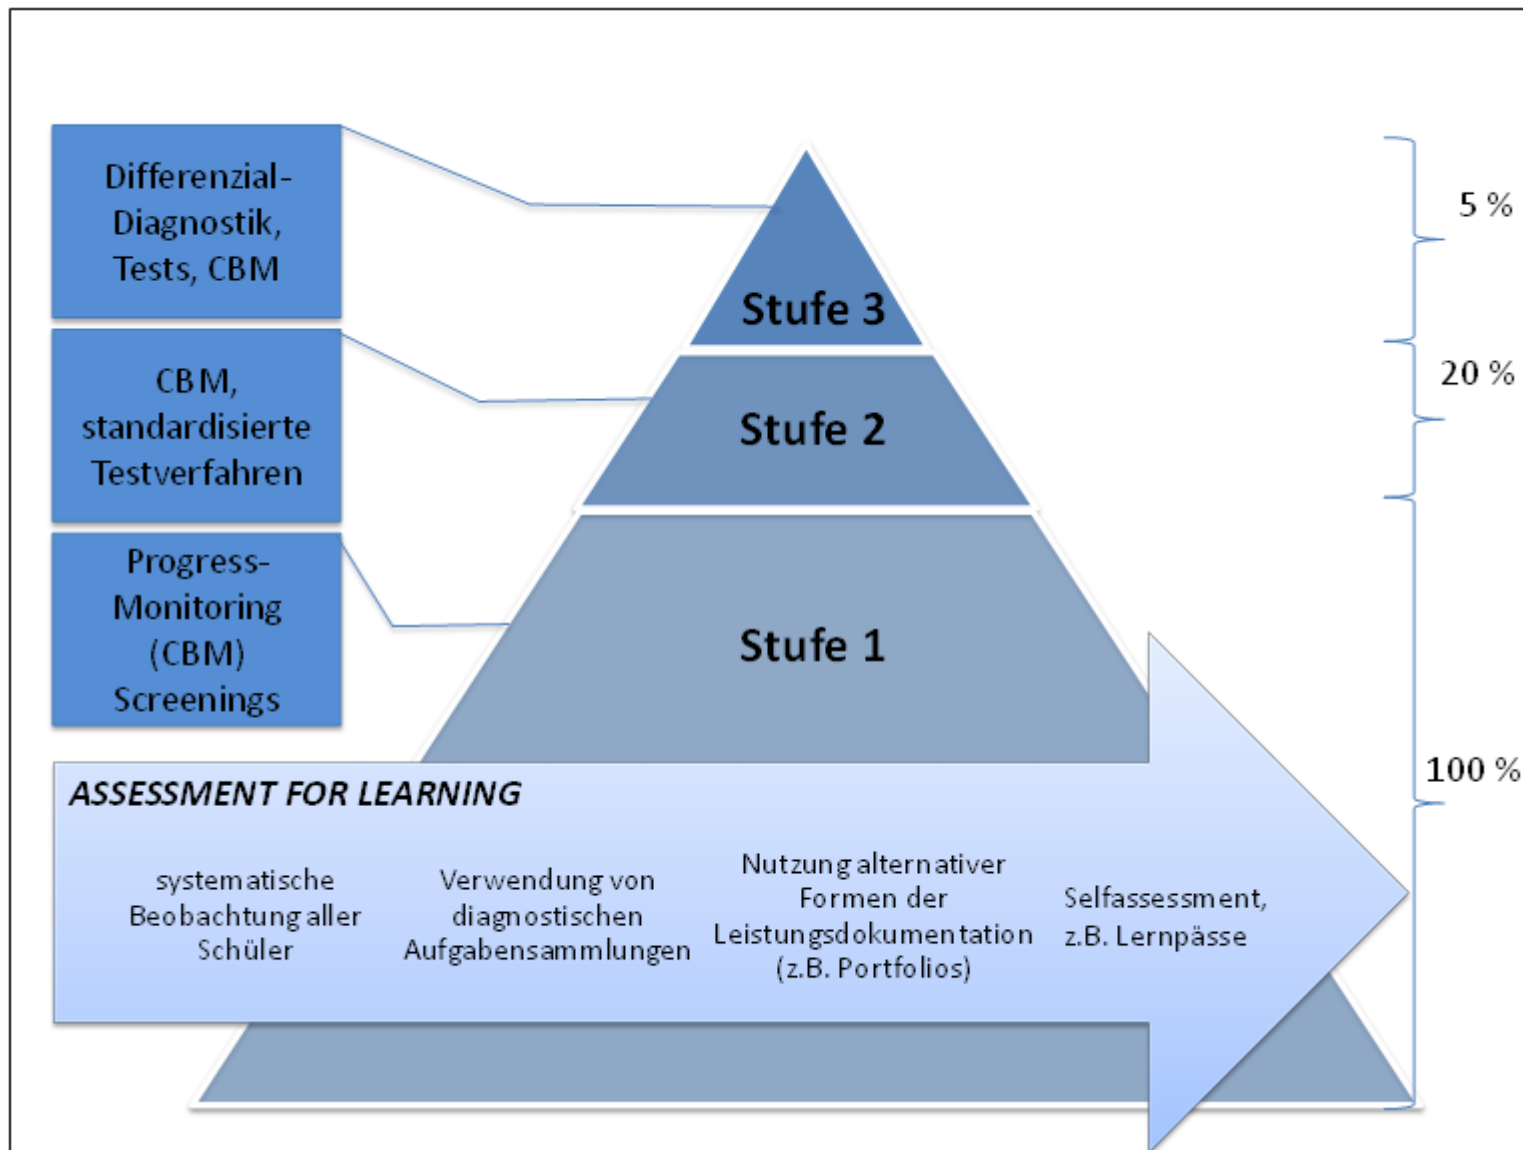 Differenzial-
Diagnostik,
Tests, CBM
CBM,
standardisierte
Testverfahren
Progress-
Monitoring
(CBM)
Screenings
Stufe 3
Stufe 2
Stufe 1
5 %
20 %
100 %
ASSESSMENT FOR LEARNING
systematische
Beobachtung aller
Schüler
Verwendung von
diagnostischen
Aufgabensammlungen
Nutzung alternativer
Formen der
Leistungsdokumentation
(z.B. Portfolios)
Selfassessment,
z.B. Lernpässe